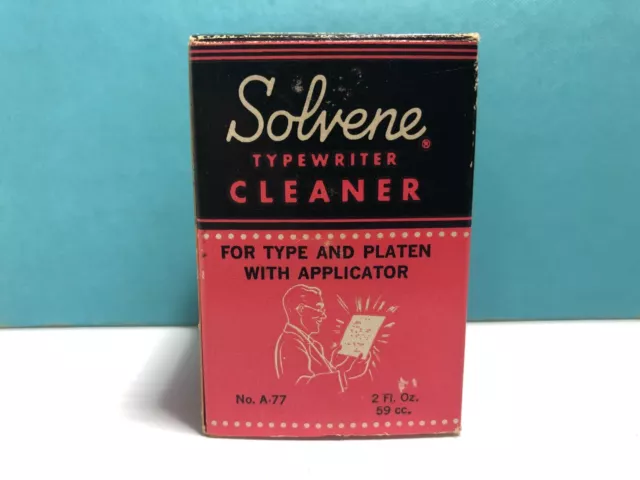 Solvene ®
TYPEWRITER
CLEANER
FOR TYPE AND PLATEN
WITH APPLICATOR
No. A-77
2 Fl. Oz.
59 cc.